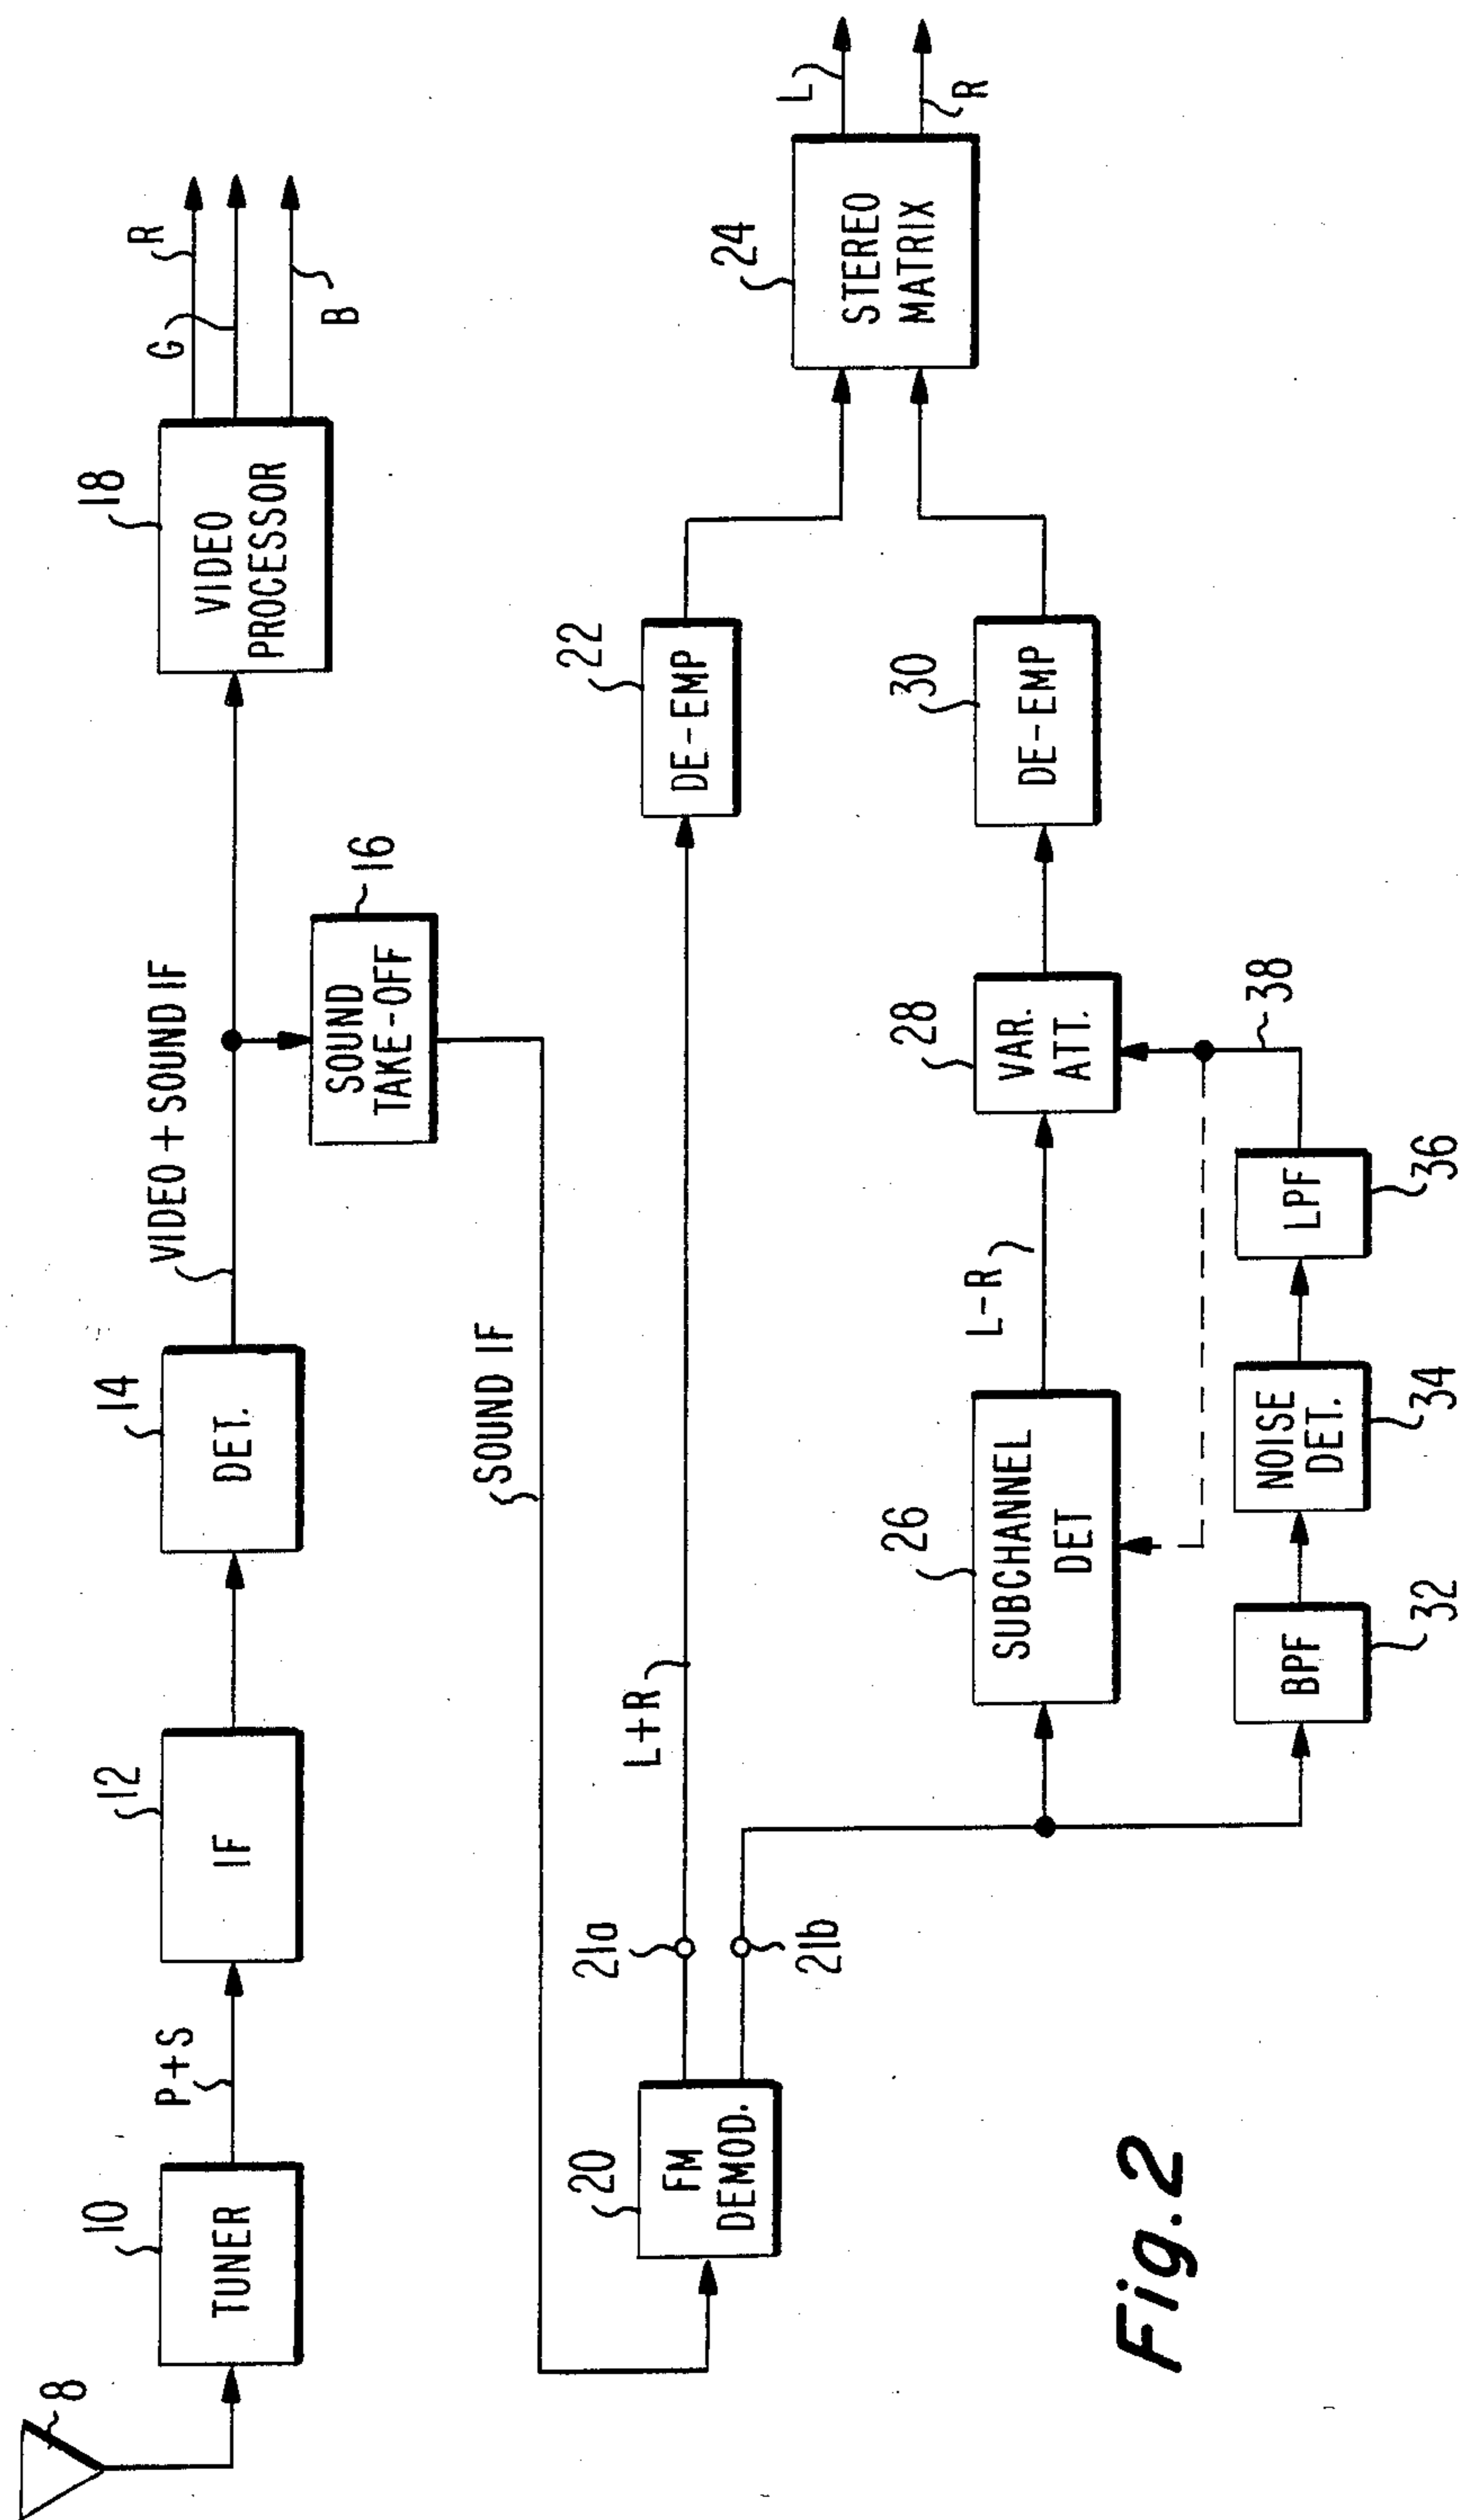 8
10
TUNER
P+S
12
IF
14
DET.
VIDEO + SOUND IF
16
SOUND
TAKE-OFF
18
VIDEO
PROCESSOR
R
G
B
SOUND IF
20
FM
DEMOD.
21a
21b
L+R
22
DE-EMP
24
STEREO
MATRIX
L
R
26
SUBCHANNEL
DET
L-R
28
VAR.
ATT.
30
DE-EMP
32
BPF
34
NOISE
DET.
36
LPF
38
Fig.2